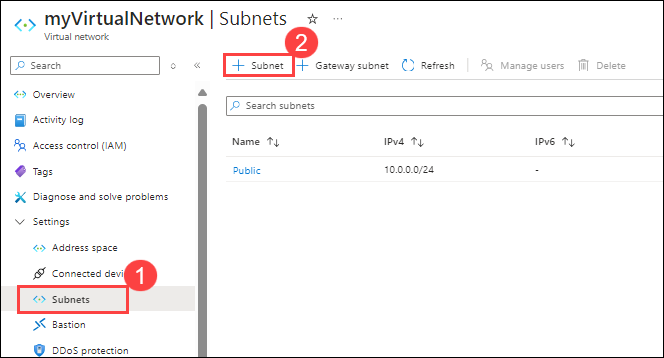 myVirtualNetwork | Subnets ☆ ...
Virtual network
2
Search
+ Subnet + Gateway subnet Refresh Manage users Delete
Overview
Activity log
Access control (IAM)
Tags
Diagnose and solve problems
Settings
Address space
Connected devi
1
Subnets
Bastion
DDoS protection
Search subnets
Name ↑↓ IPv4 ↑↓ IPv6 ↑↓
Public 10.0.0.0/24 -